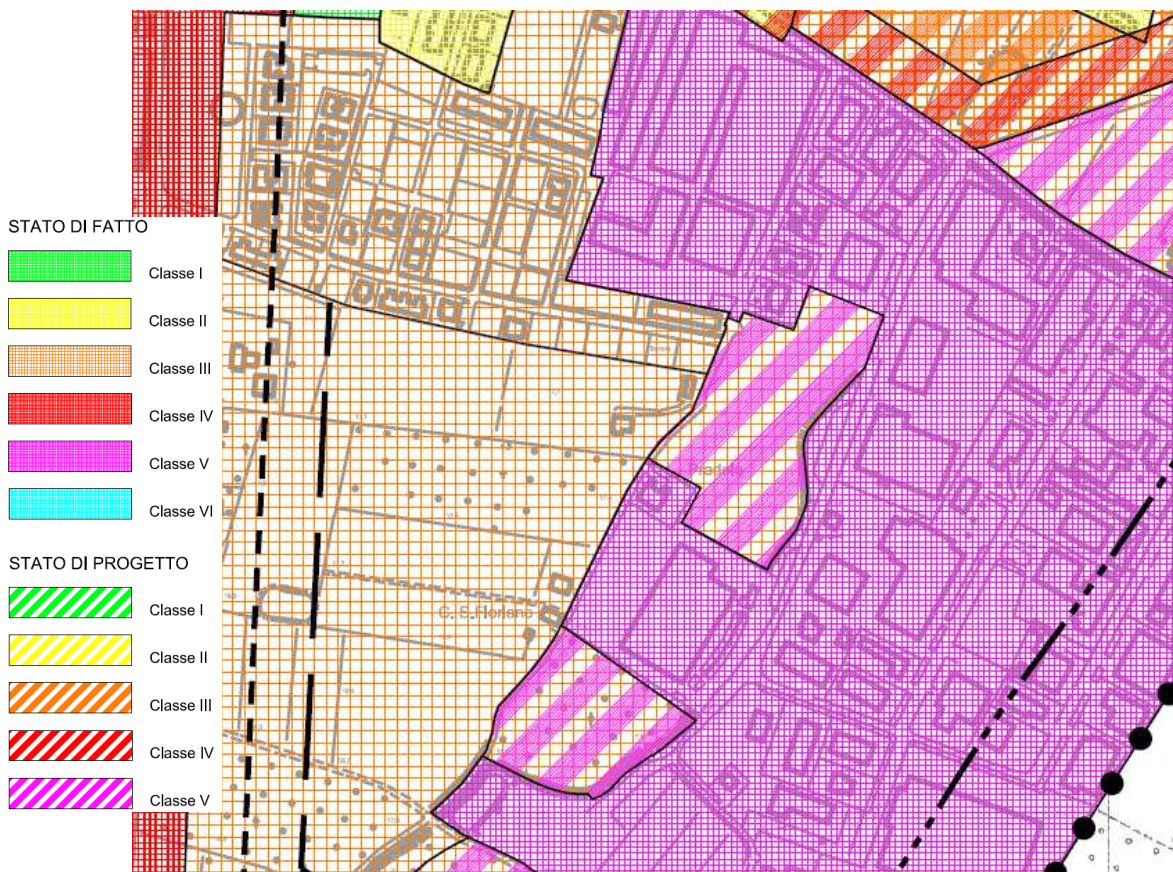 STATO DI FATTO
Classe I
Classe II
Classe III
Classe IV
Classe V
Classe VI
STATO DI PROGETTO
Classe I
Classe II
Classe III
Classe IV
Classe V
C. S. Floriano